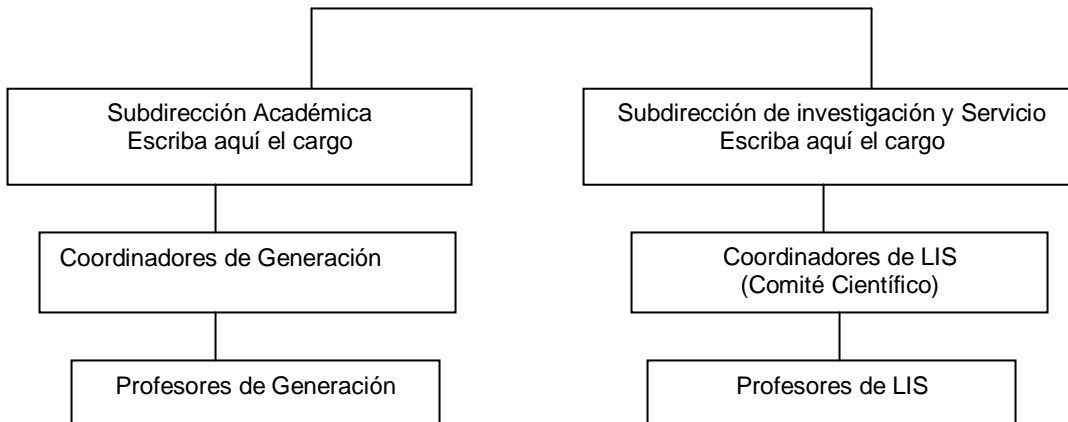 Subdirección Académica
Escriba aquí el cargo
Subdirección de investigación y Servicio
Escriba aquí el cargo
Coordinadores de Generación
Coordinadores de LIS
(Comité Científico)
Profesores de Generación
Profesores de LIS